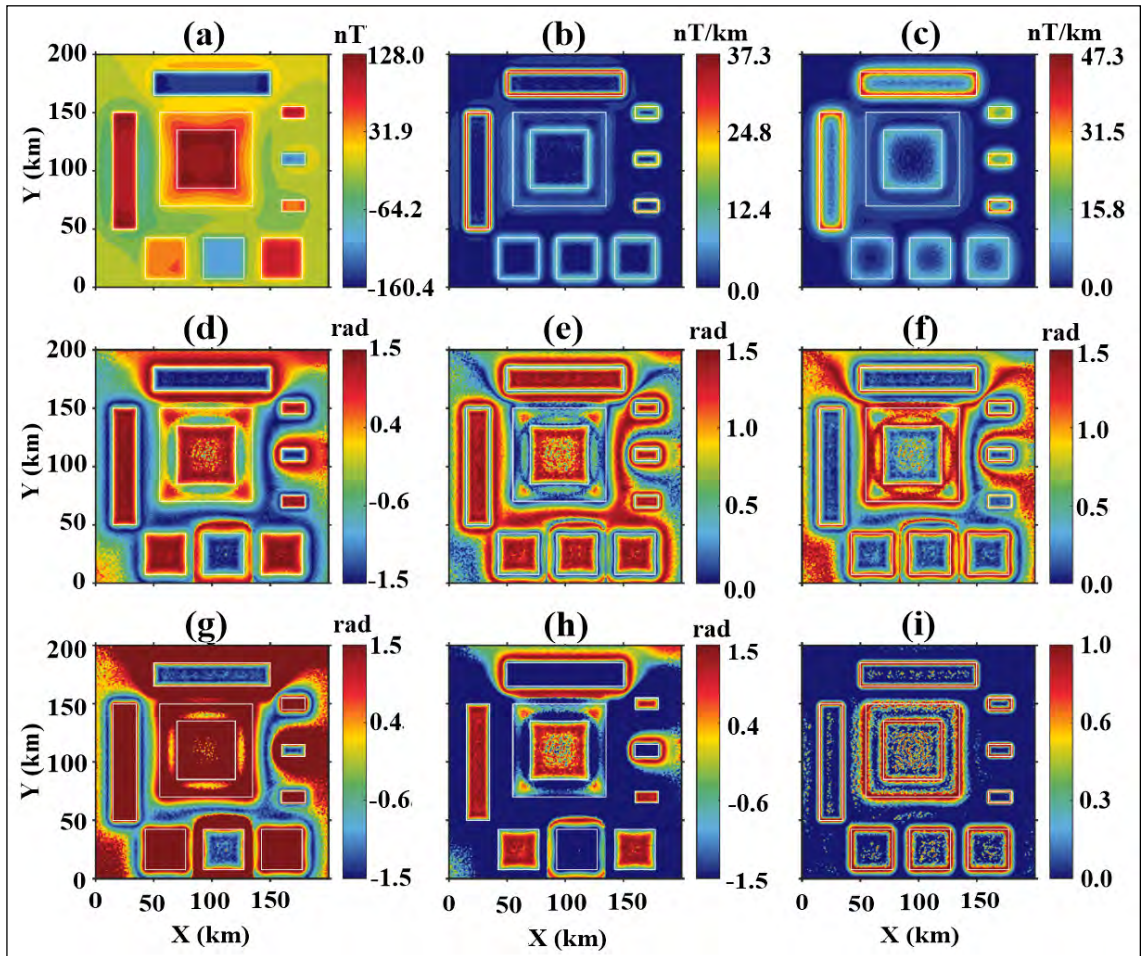 (a) nT (b) nT/km (c) nT/km
200 128.0 37.3 47.3
150 31.9 24.8 31.5
Y (km) 100
50 -64.2 12.4 15.8
0 -160.4 0.0 0.0
(d) rad (e) rad (f) rad
200 1.5 1.5 1.5
150 0.4 1.0 1.0
Y (km) 100
50 -0.6 0.5 0.5
0 -1.5 0.0 0.0
(g) rad (h) rad (i)
200 1.5 1.5 1.0
150 0.4 0.4 0.6
Y (km) 100
50 -0.6 -0.6 0.3
0 -1.5 -1.5 0.0
0 50 100 150 0 50 100 150 0 50 100 150
X (km) X (km) X (km)